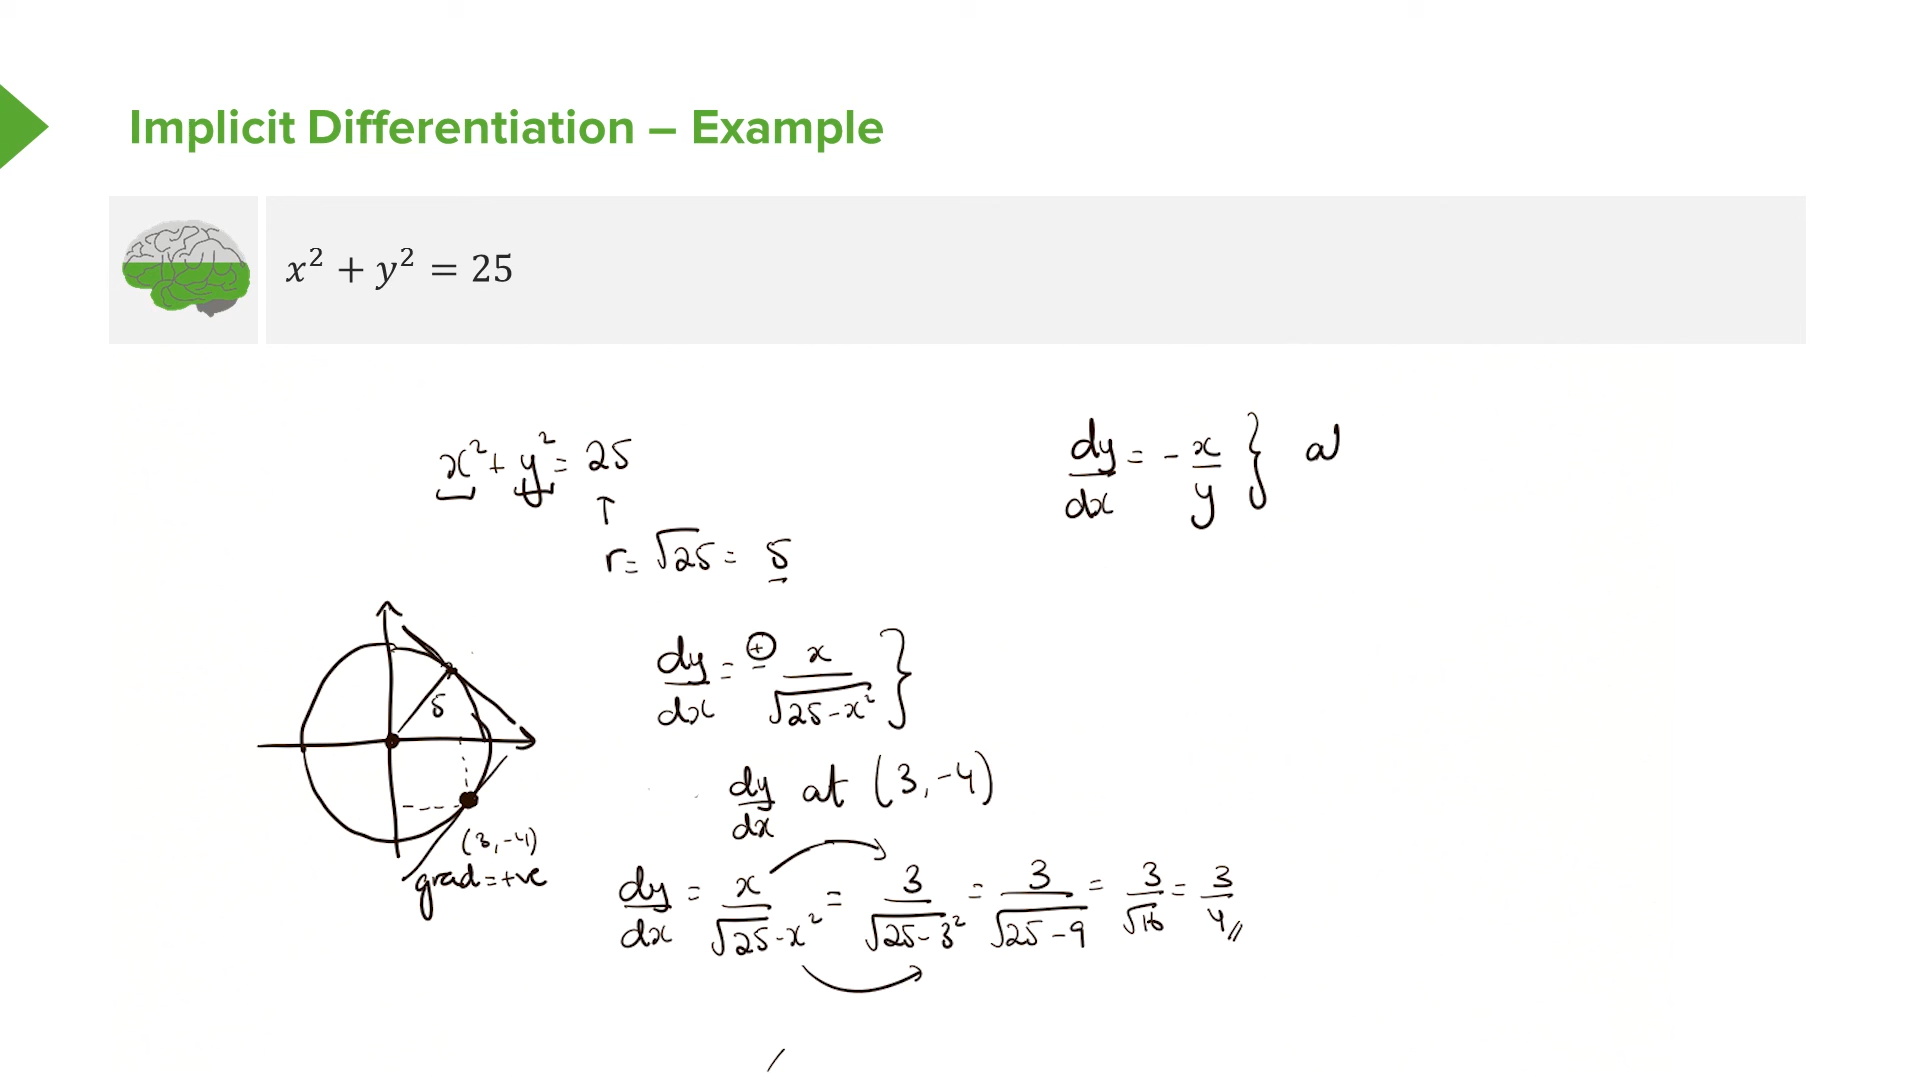 Implicit Differentiation – Example
x² + y² = 25
x² + y² = 25
r = √25 = 5
dy/dx = ± x/√(25-x²) }
dy/dx at (3, -4)
dy/dx = x/√(25-x²) = 3/√(25-3²) = 3/√(25-9) = 3/√16 = 3/4
5
(3, -4)
grad = +ve
dy/dx = - x/y }